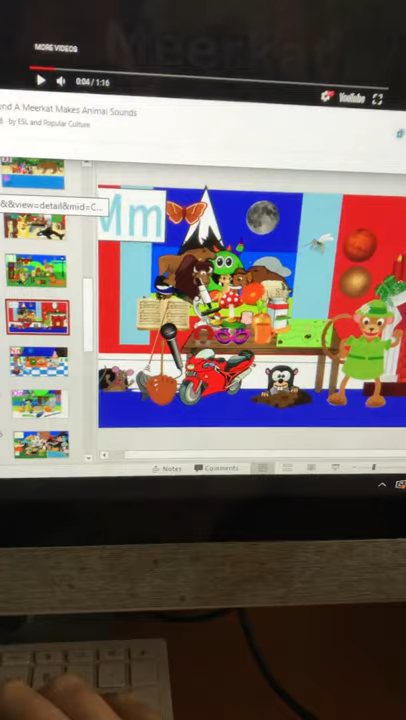 Meerkat
MORE VIDEOS
0:04 / 1:16
YouTube
nd A Meerkat Makes Animal Sounds
by ESL and Popular Culture
&view=detail&mid=C...
Mm
Notes
Comments